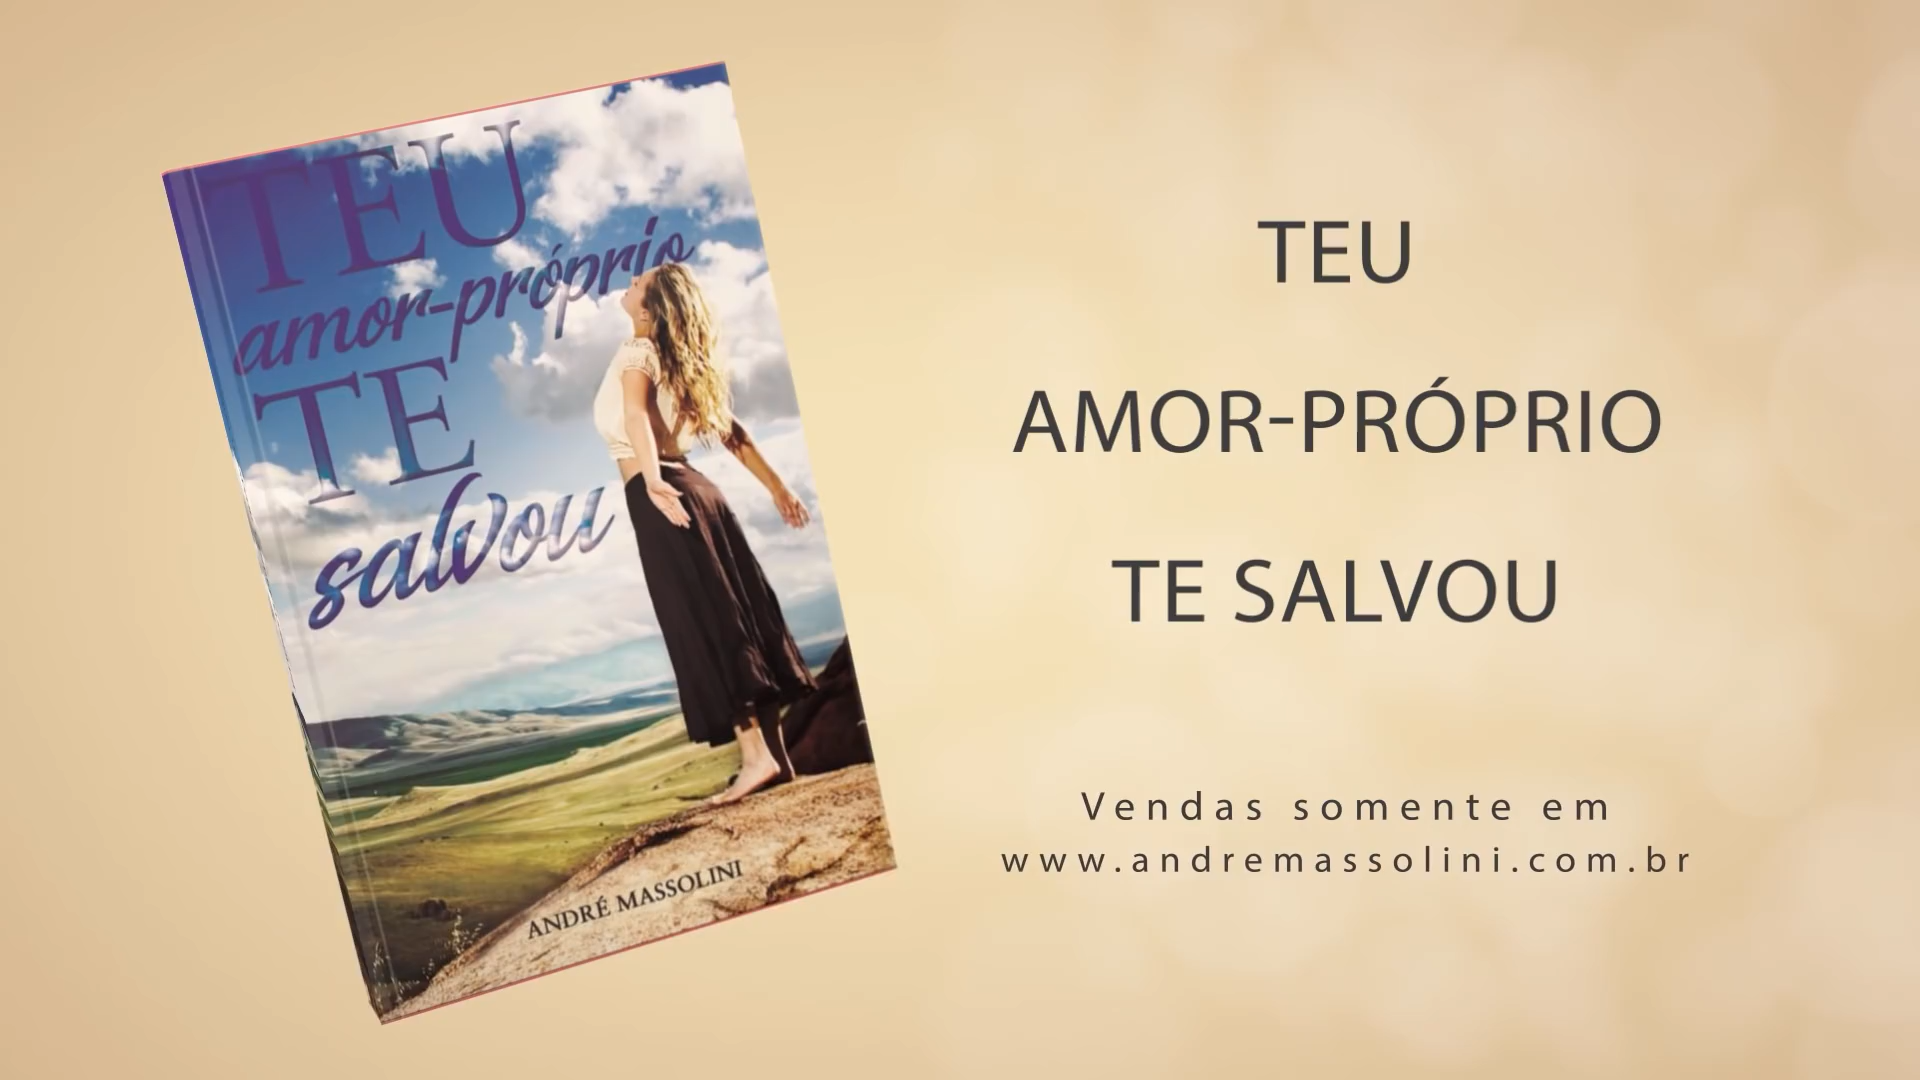 TEU
amor-próprio
TE
salvou
ANDRÉ MASSOLINI
TEU
AMOR-PRÓPRIO
TE SALVOU
Vendas somente em
www.andremassolini.com.br